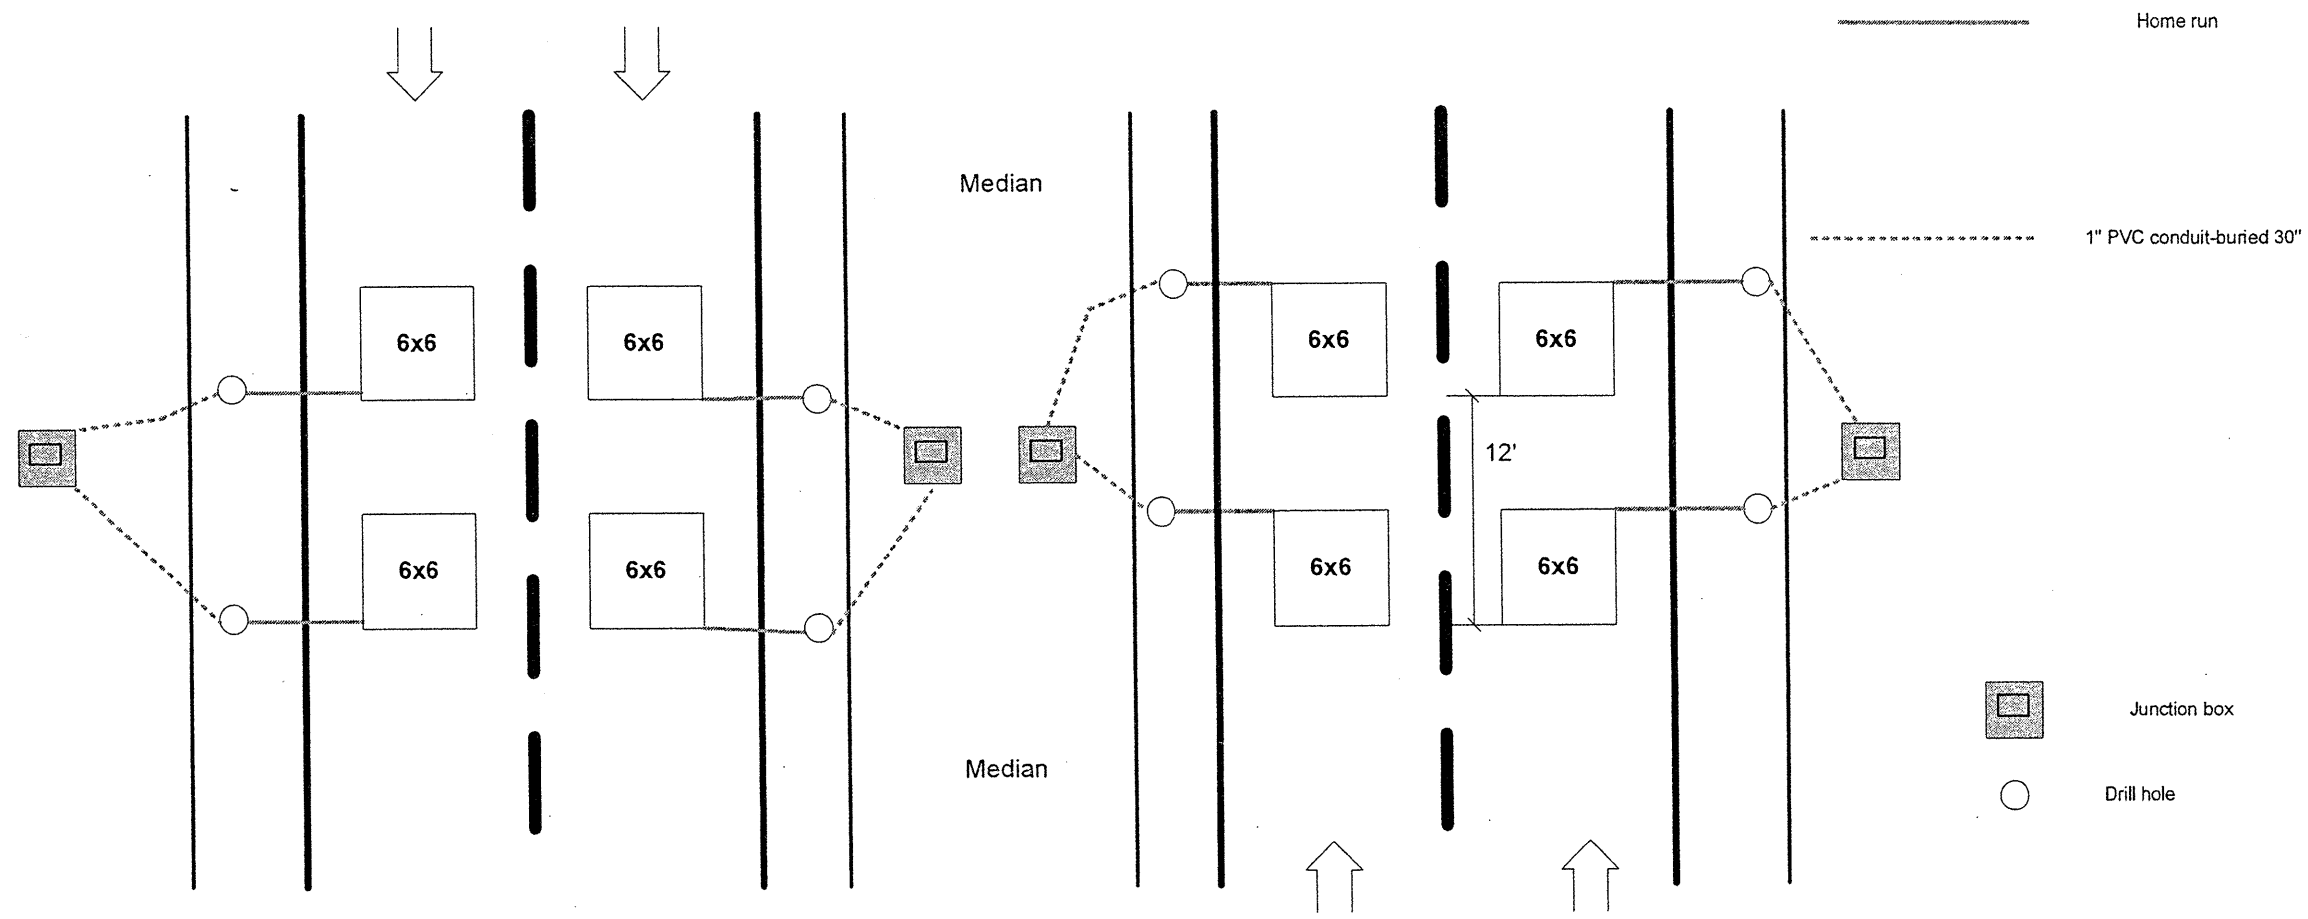 Home run
Median
1" PVC conduit-buried 30"
6x6
6x6
6x6
6x6
12'
6x6
6x6
6x6
6x6
Junction box
Median
Drill hole